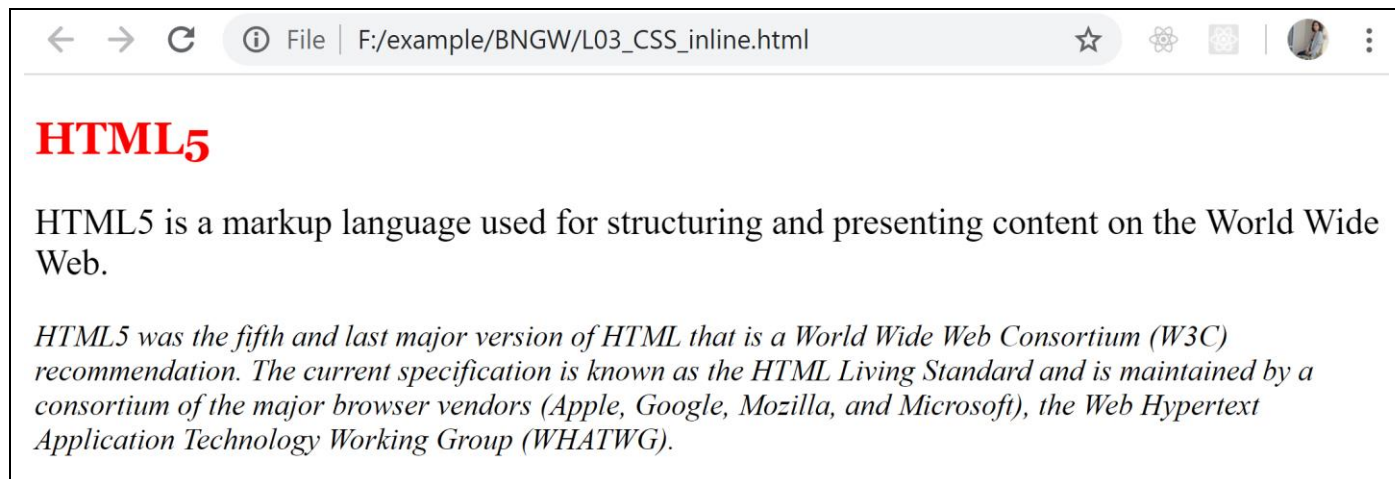 File F:/example/BNGW/L03_CSS_inline.html
HTML5
HTML5 is a markup language used for structuring and presenting content on the World Wide
Web.
HTML5 was the fifth and last major version of HTML that is a World Wide Web Consortium (W3C)
recommendation. The current specification is known as the HTML Living Standard and is maintained by a
consortium of the major browser vendors (Apple, Google, Mozilla, and Microsoft), the Web Hypertext
Application Technology Working Group (WHATWG).